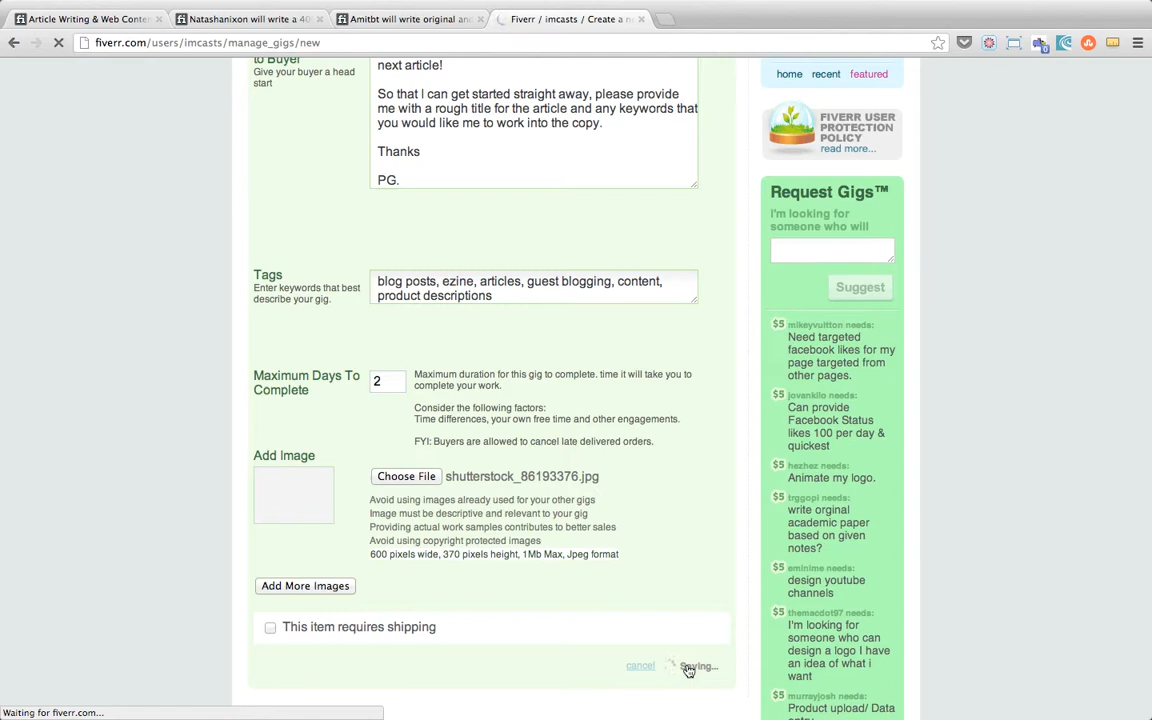 Article Writing & Web Conten
Natashanixon will write a 40
Amitbt will write original and
Fiverr / imcasts / Create a n
fiverr.com/users/imcasts/manage_gigs/new
to Buyer
Give your buyer a head
start
next article!
So that I can get started straight away, please provide
me with a rough title for the article and any keywords that
you would like me to work into the copy.
Thanks
PG.
Tags
Enter keywords that best
describe your gig.
blog posts, ezine, articles, guest blogging, content,
product descriptions
Maximum Days To
Complete
2
Maximum duration for this gig to complete. time it will take you to
complete your work.
Consider the following factors:
Time differences, your own free time and other engagements.
FYI: Buyers are allowed to cancel late delivered orders.
Add Image
Choose File shutterstock_86193376.jpg
Avoid using images already used for your other gigs
Image must be descriptive and relevant to your gig
Providing actual work samples contributes to better sales
Avoid using copyright protected images
600 pixels wide, 370 pixels height, 1Mb Max, Jpeg format
Add More Images
This item requires shipping
cancel
Saving...
home recent featured
FIVERR USER
PROTECTION
POLICY
read more...
Request Gigs™
I'm looking for
someone who will
Suggest
$5 mikeyvuitton needs:
Need targeted
facebook likes for my
page targeted from
other pages.
$5 jovankilo needs:
Can provide
Facebook Status
likes 100 per day &
quickest
$5 hezhez needs:
Animate my logo.
$5 trggopi needs:
write orginal
academic paper
based on given
notes?
$5 eminime needs:
design youtube
channels
$5 themacdot97 needs:
I'm looking for
someone who can
design a logo I have
an idea of what i
want
$5 murrayjosh needs:
Product upload/ Data
entry
Waiting for fiverr.com...